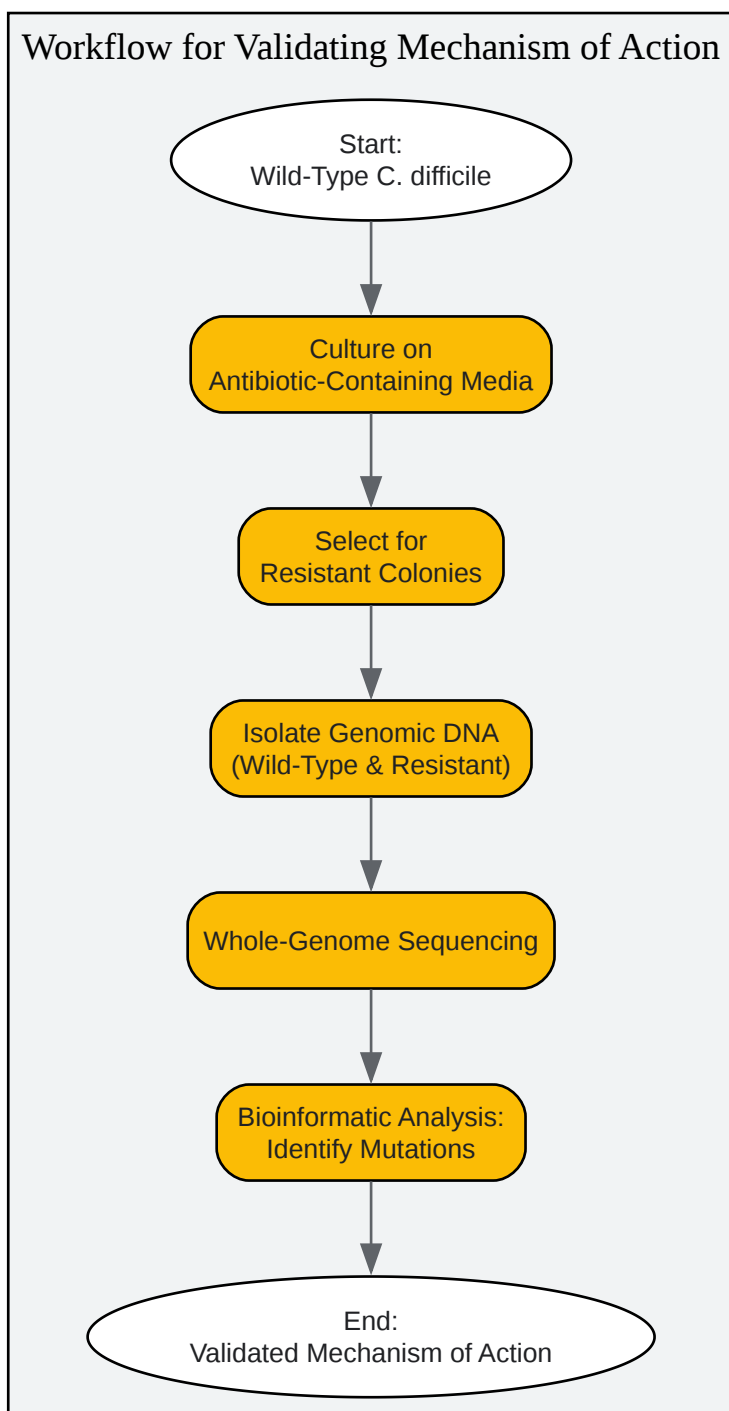 Workflow for Validating Mechanism of Action
Start:
Wild-Type C. difficile
Culture on
Antibiotic-Containing Media
Select for
Resistant Colonies
Isolate Genomic DNA
(Wild-Type & Resistant)
Whole-Genome Sequencing
Bioinformatic Analysis:
Identify Mutations
End:
Validated Mechanism of Action